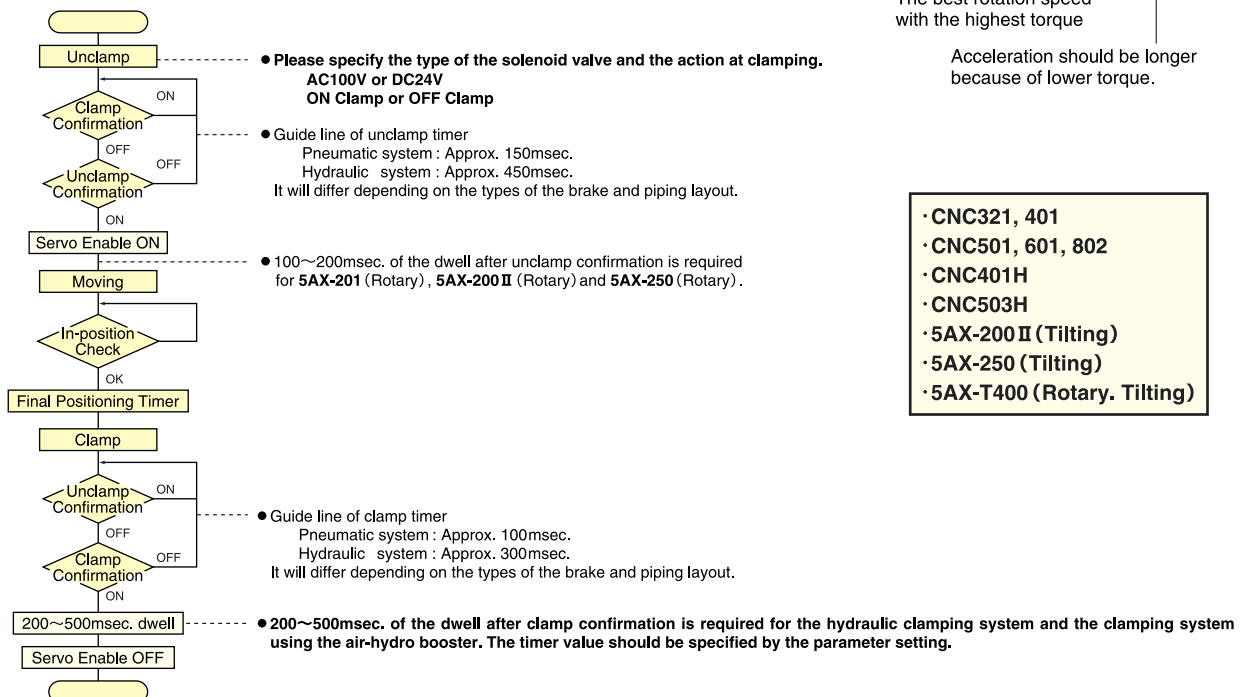 The best rotation speed
with the highest torque
Acceleration should be longer
because of lower torque.
Unclamp
● Please specify the type of the solenoid valve and the action at clamping.
AC100V or DC24V
ON Clamp or OFF Clamp
ON
Clamp
Confirmation
OFF
● Guide line of unclamp timer
Pneumatic system : Approx. 150msec.
Hydraulic system : Approx. 450msec.
It will differ depending on the types of the brake and piping layout.
OFF
Unclamp
Confirmation
ON
Servo Enable ON
● 100～200msec. of the dwell after unclamp confirmation is required
for 5AX-201 (Rotary), 5AX-200Ⅱ (Rotary) and 5AX-250 (Rotary).
Moving
In-position
Check
OK
Final Positioning Timer
Clamp
Unclamp
Confirmation
ON
OFF
● Guide line of clamp timer
Pneumatic system : Approx. 100msec.
Hydraulic system : Approx. 300msec.
It will differ depending on the types of the brake and piping layout.
Clamp
Confirmation
OFF
ON
200～500msec. dwell
● 200～500msec. of the dwell after clamp confirmation is required for the hydraulic clamping system and the clamping system
using the air-hydro booster. The timer value should be specified by the parameter setting.
Servo Enable OFF
･CNC321, 401
･CNC501, 601, 802
･CNC401H
･CNC503H
･5AX-200Ⅱ (Tilting)
･5AX-250 (Tilting)
･5AX-T400 (Rotary. Tilting)